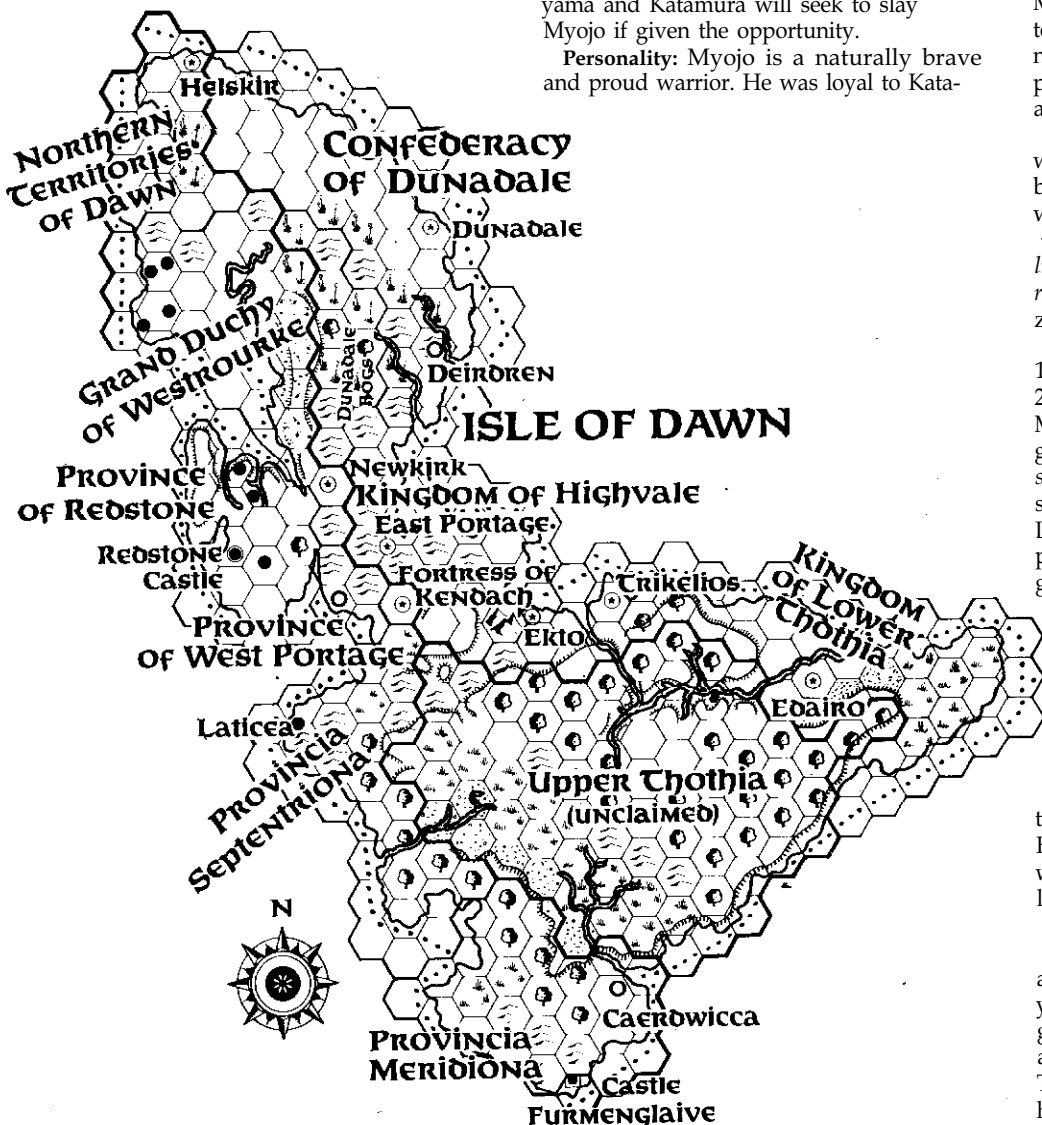 yama and Katamura will seek to slay
Myojo if given the opportunity.
Personality: Myojo is a naturally brave
and proud warrior. He was loyal to Kata-
Helskir
Northern
Territories
of Dawn
Confederacy
of Dunadale
Dunadale
Grand Duchy
of Westrourke
Dunadale
Bogs
Deirdren
ISLE OF DAWN
Newkirk
Province
of Redstone
Kingdom of Highvale
East Portage
Redstone
Castle
Fortress of
Kendach
Trikelios
Kingdom
of Lower
Thothia
Ekto
Province
of West Portage
Edairo
Laticea
Provincia
Septentriona
Upper Thothia
(unclaimed)
N
Caerdwicca
Provincia
Meridiona
Castle
Furmenglaive